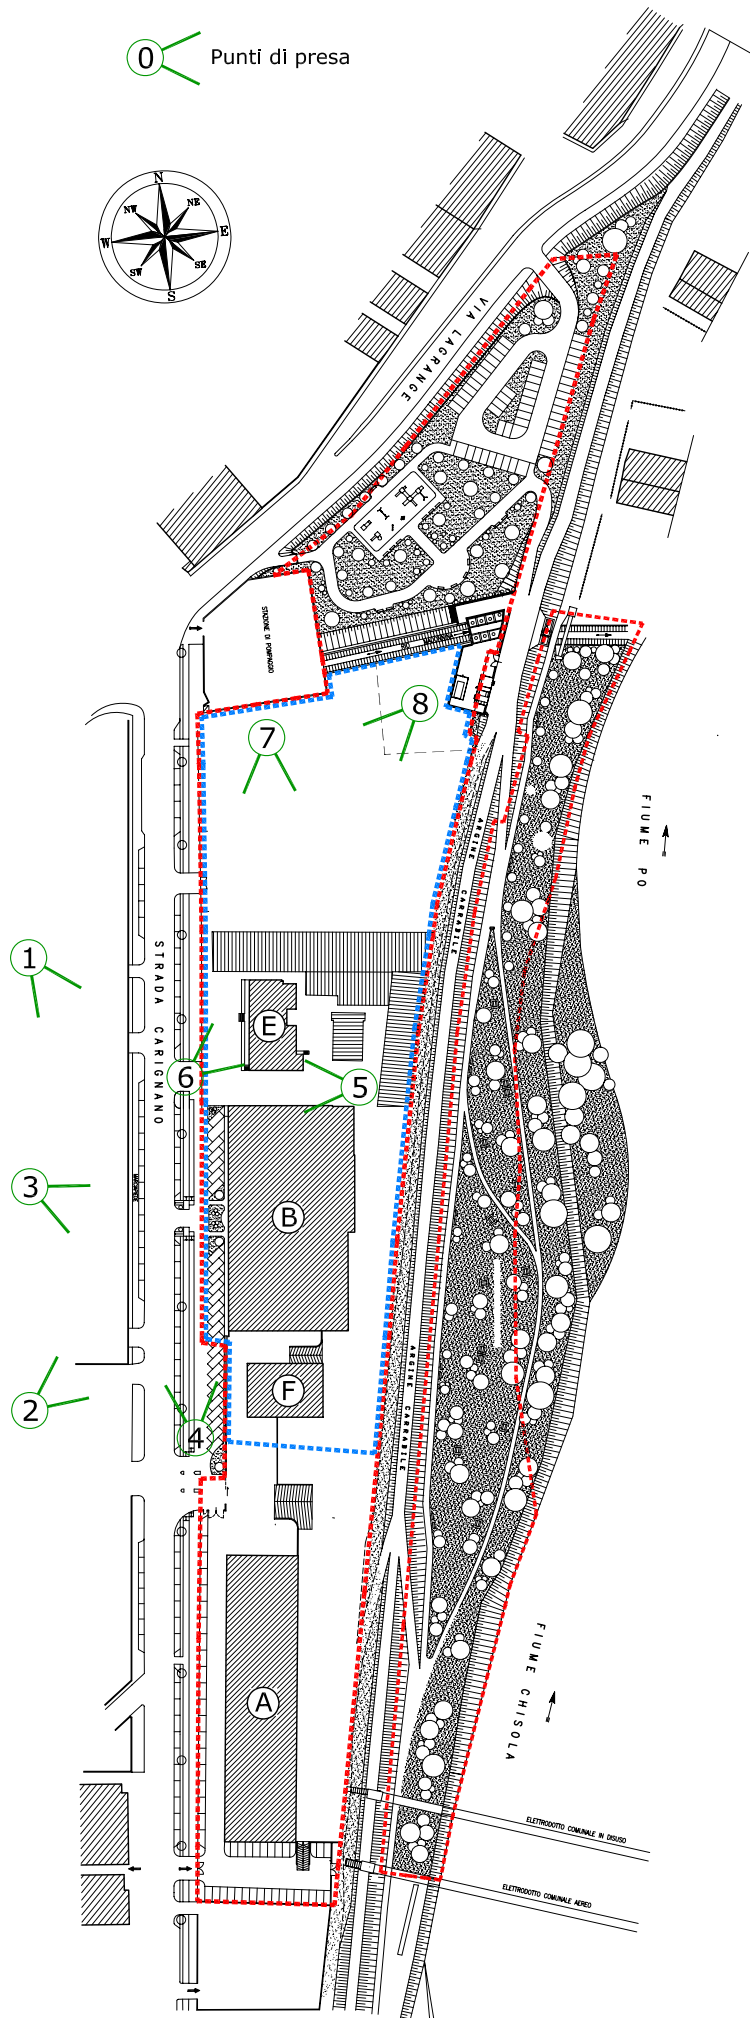 0 Punti di presa
N
NW NE
W E
SW SE
S
VIA LAGRANGE
STAZIONE DI POMPAGGIO
8
7
FIUME PO
ARGINE CARRABILE
STRADA CARIGNANO
1
E
6
5
3
B
ARGINE CARRABILE
F
2
4
FIUME CHISOLA
A
ELETTRODOTTO COMUNALE IN DISUSO
ELETTRODOTTO COMUNALE AEREO